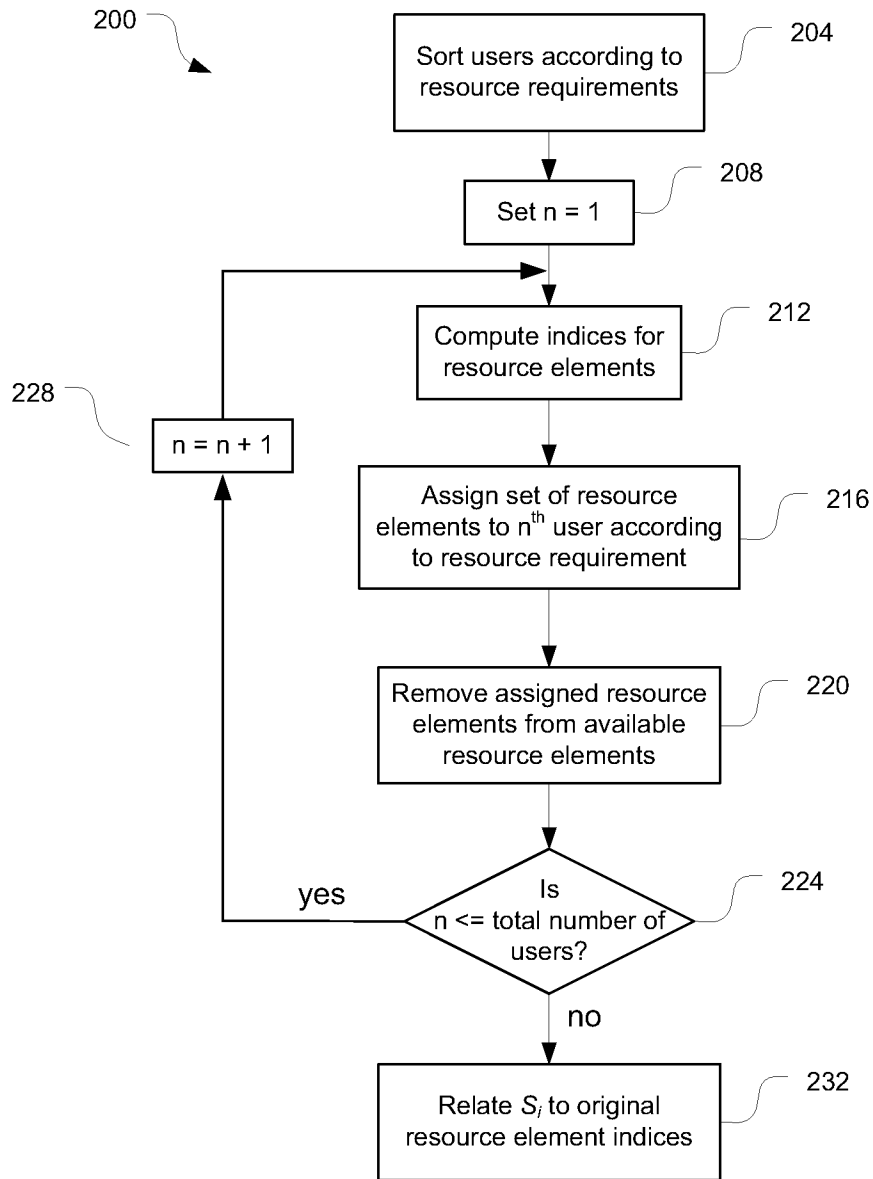 200
204
Sort users according to
resource requirements
208
Set n = 1
212
Compute indices for
resource elements
228
n = n + 1
216
Assign set of resource
elements to nth user according
to resource requirement
220
Remove assigned resource
elements from available
resource elements
224
yes
Is
n <= total number of
users?
no
232
Relate Si to original
resource element indices